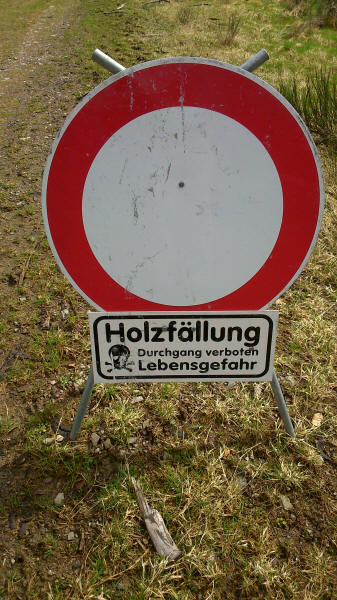 Holzfällung
Durchgang verboten
Lebensgefahr